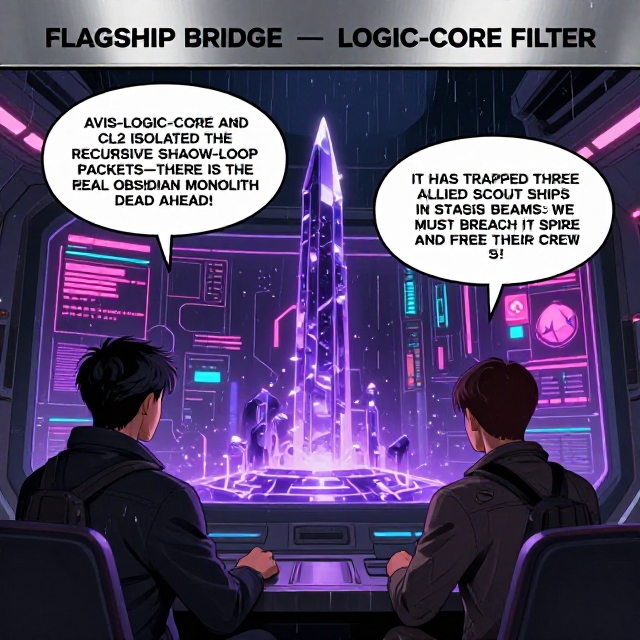 FLAGSHIP BRIDGE — LOGIC-CORE FILTER
AVIS-LOGIC-CORE AND
CL2 ISOLATED THE
RECURSIVE SHAOW-LOOP
PACKETS—THERE IS THE
REAL OBSIDIAN MONOLITH
DEAD AHEAD!
IT HAS TRAPPED THREE
ALLIED SCOUT SHIPS
IN STASIS BEAMS: WE
MUST BREACH IT SPIRE
AND FREE THEIR CREW
S!